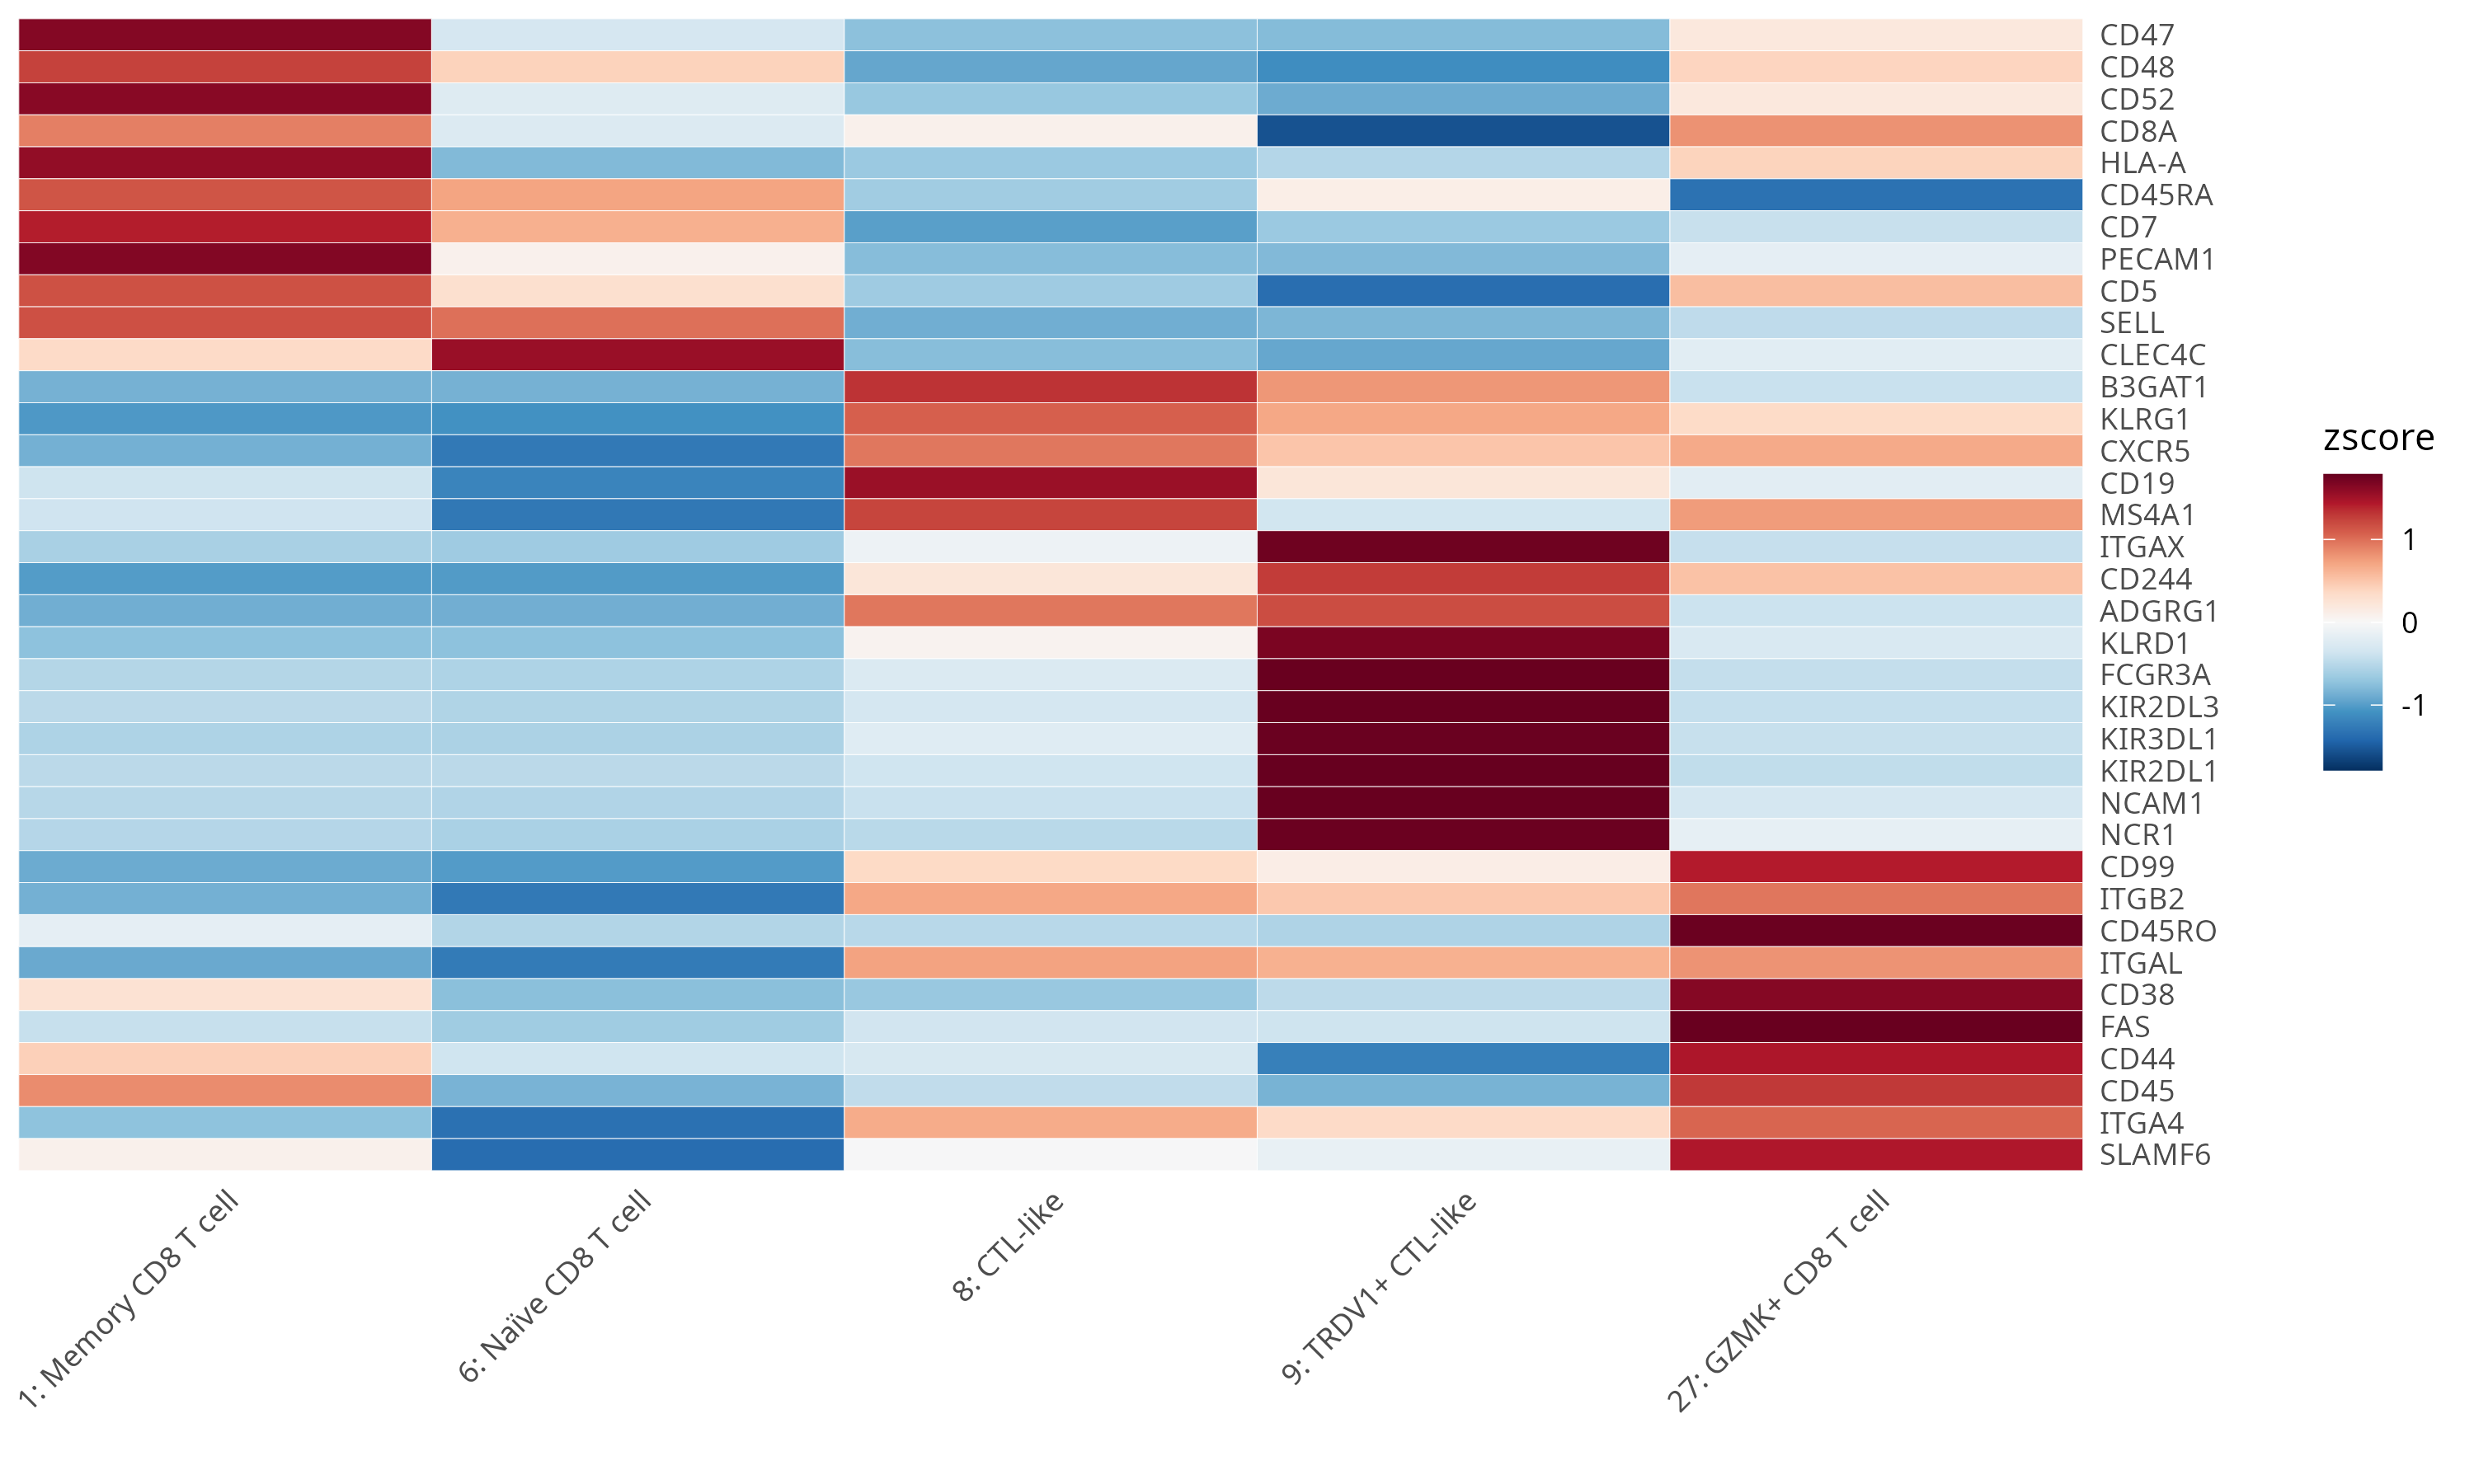 CD47
CD48
CD52
CD8A
HLA-A
CD45RA
CD7
PECAM1
CD5
SELL
CLEC4C
B3GAT1
KLRG1
CXCR5
CD19
MS4A1
ITGAX
CD244
ADGRG1
KLRD1
FCGR3A
KIR2DL3
KIR3DL1
KIR2DL1
NCAM1
NCR1
CD99
ITGB2
CD45RO
ITGAL
CD38
FAS
CD44
CD45
ITGA4
SLAMF6
zscore
1
0
-1
1: Memory CD8 T cell
6: Naïve CD8 T cell
8: CTL-like
9: TRDV1+ CTL-like
27: GZMK+ CD8 T cell